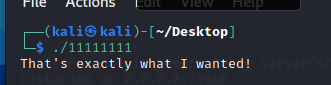 File Actions
┌──(kali㉿kali)-[~/Desktop]
└─$ ./11111111
That's exactly what I wanted!